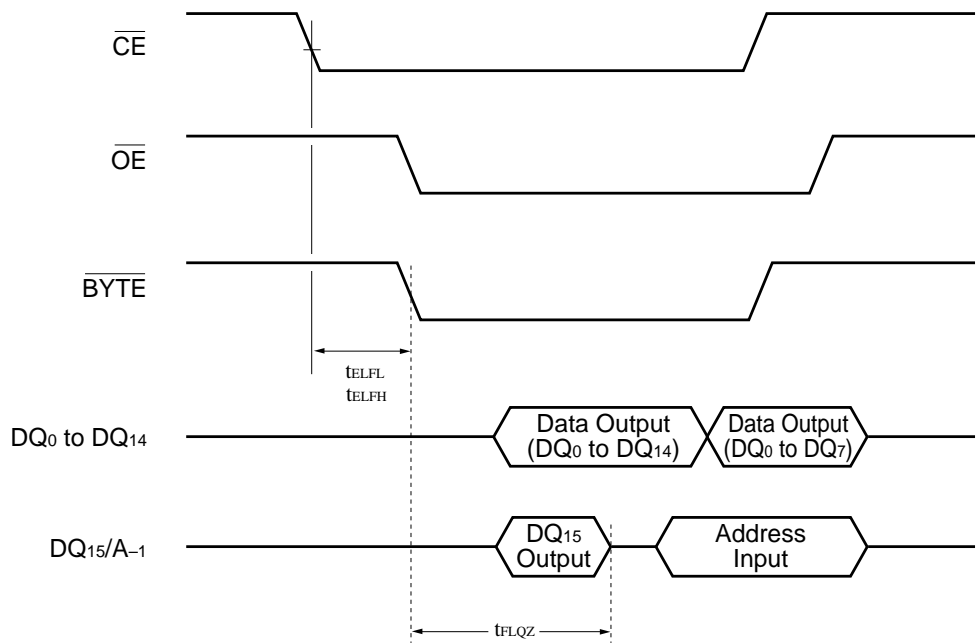 CE
OE
BYTE
tELFL
tELFH
DQ0 to DQ14
Data Output
(DQ0 to DQ14)
Data Output
(DQ0 to DQ7)
DQ15/A–1
DQ15
Output
Address
Input
tFLQZ